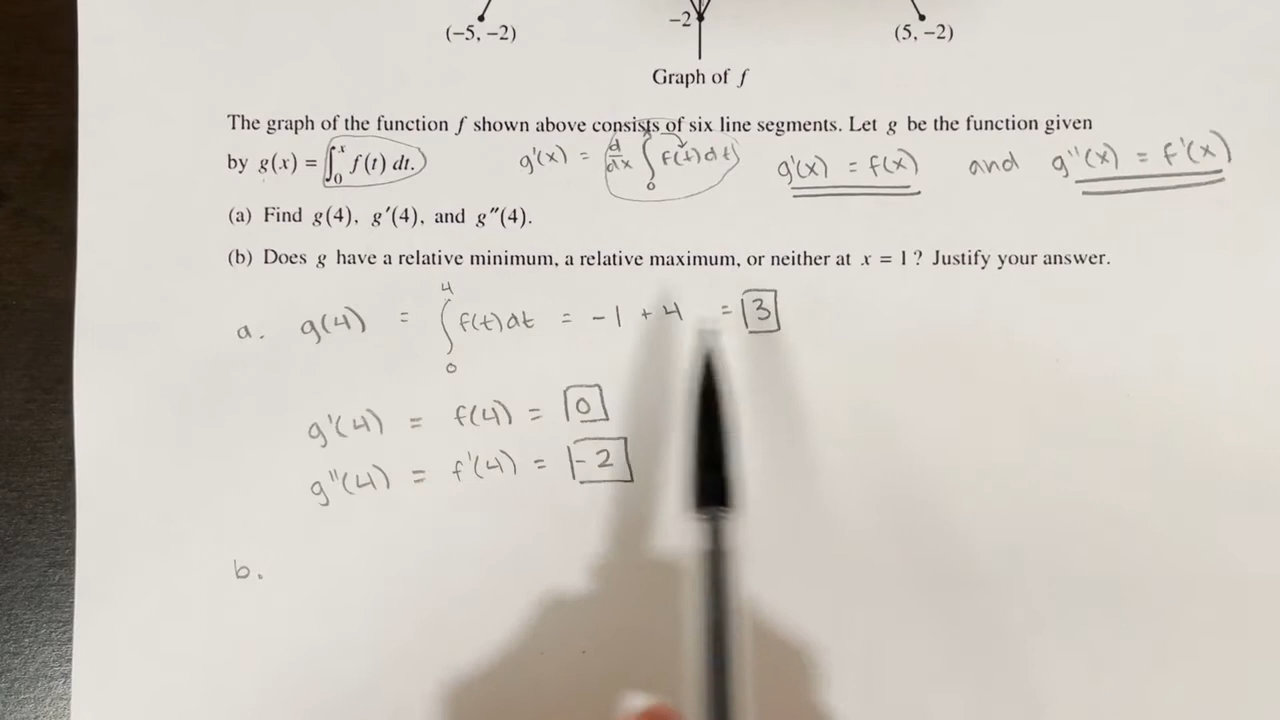 (−5, −2)
−2
(5, −2)
Graph of f
The graph of the function f shown above consists of six line segments. Let g be the function given
by g(x) = ∫₀ˣ f(t) dt.
g'(x) = d/dx ∫₀ˣ f(t)dt
g'(x) = f(x) and g''(x) = f'(x)
(a) Find g(4), g′(4), and g″(4).
(b) Does g have a relative minimum, a relative maximum, or neither at x = 1 ? Justify your answer.
a. g(4) = ∫₀⁴ f(t)dt = -1 + 4 = 3
g'(4) = f(4) = 0
g''(4) = f'(4) = -2
b.